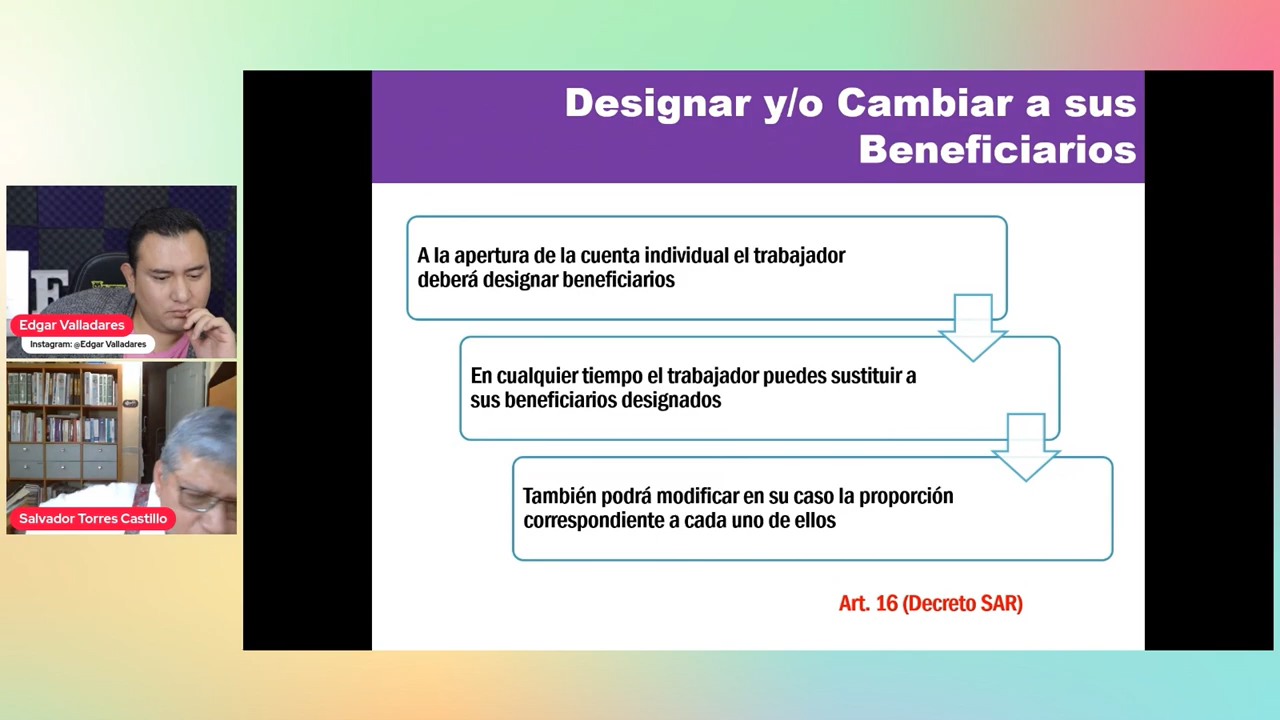 Designar y/o Cambiar a sus
Beneficiarios
A la apertura de la cuenta individual el trabajador
deberá designar beneficiarios
En cualquier tiempo el trabajador puedes sustituir a
sus beneficiarios designados
También podrá modificar en su caso la proporción
correspondiente a cada uno de ellos
Art. 16 (Decreto SAR)
Edgar Valladares
Instagram: @Edgar Valladares
Salvador Torres Castillo